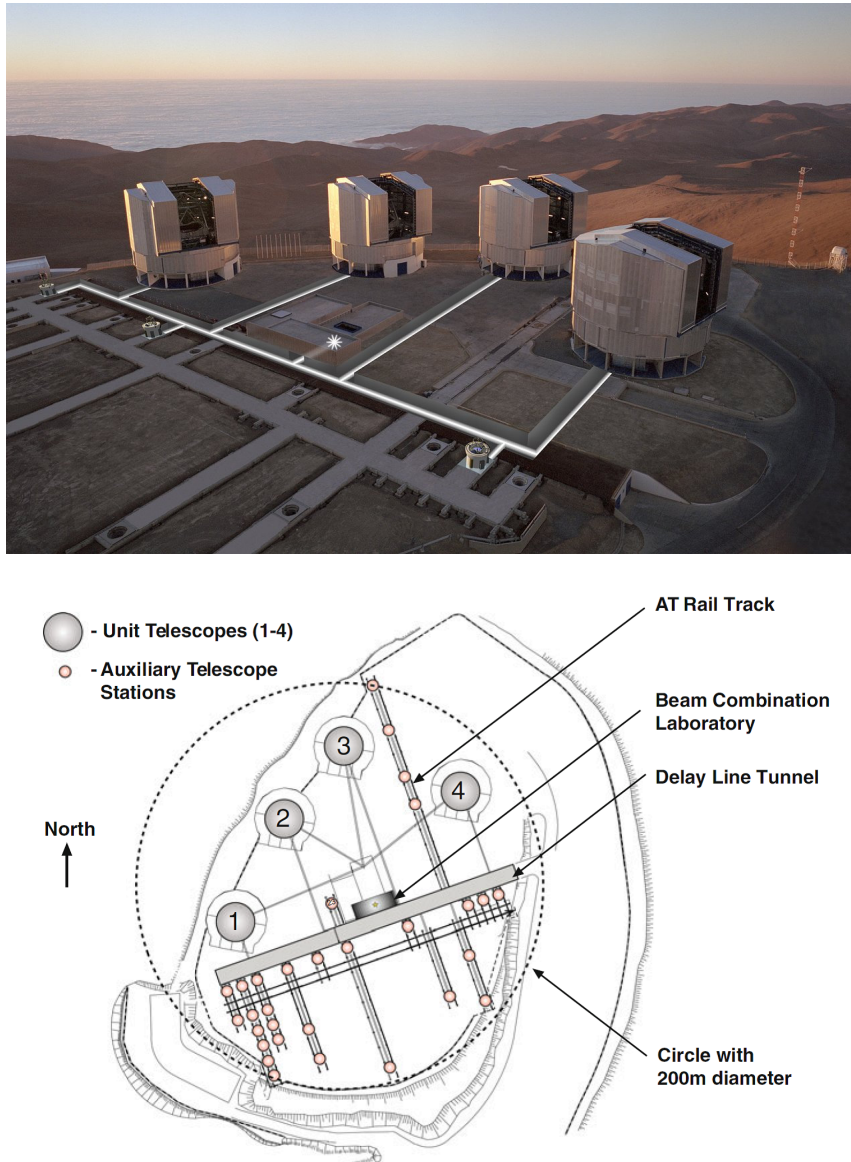 - Unit Telescopes (1-4)
- Auxiliary Telescope
Stations
AT Rail Track
Beam Combination
Laboratory
Delay Line Tunnel
3
4
2
North
1
Circle with
200m diameter